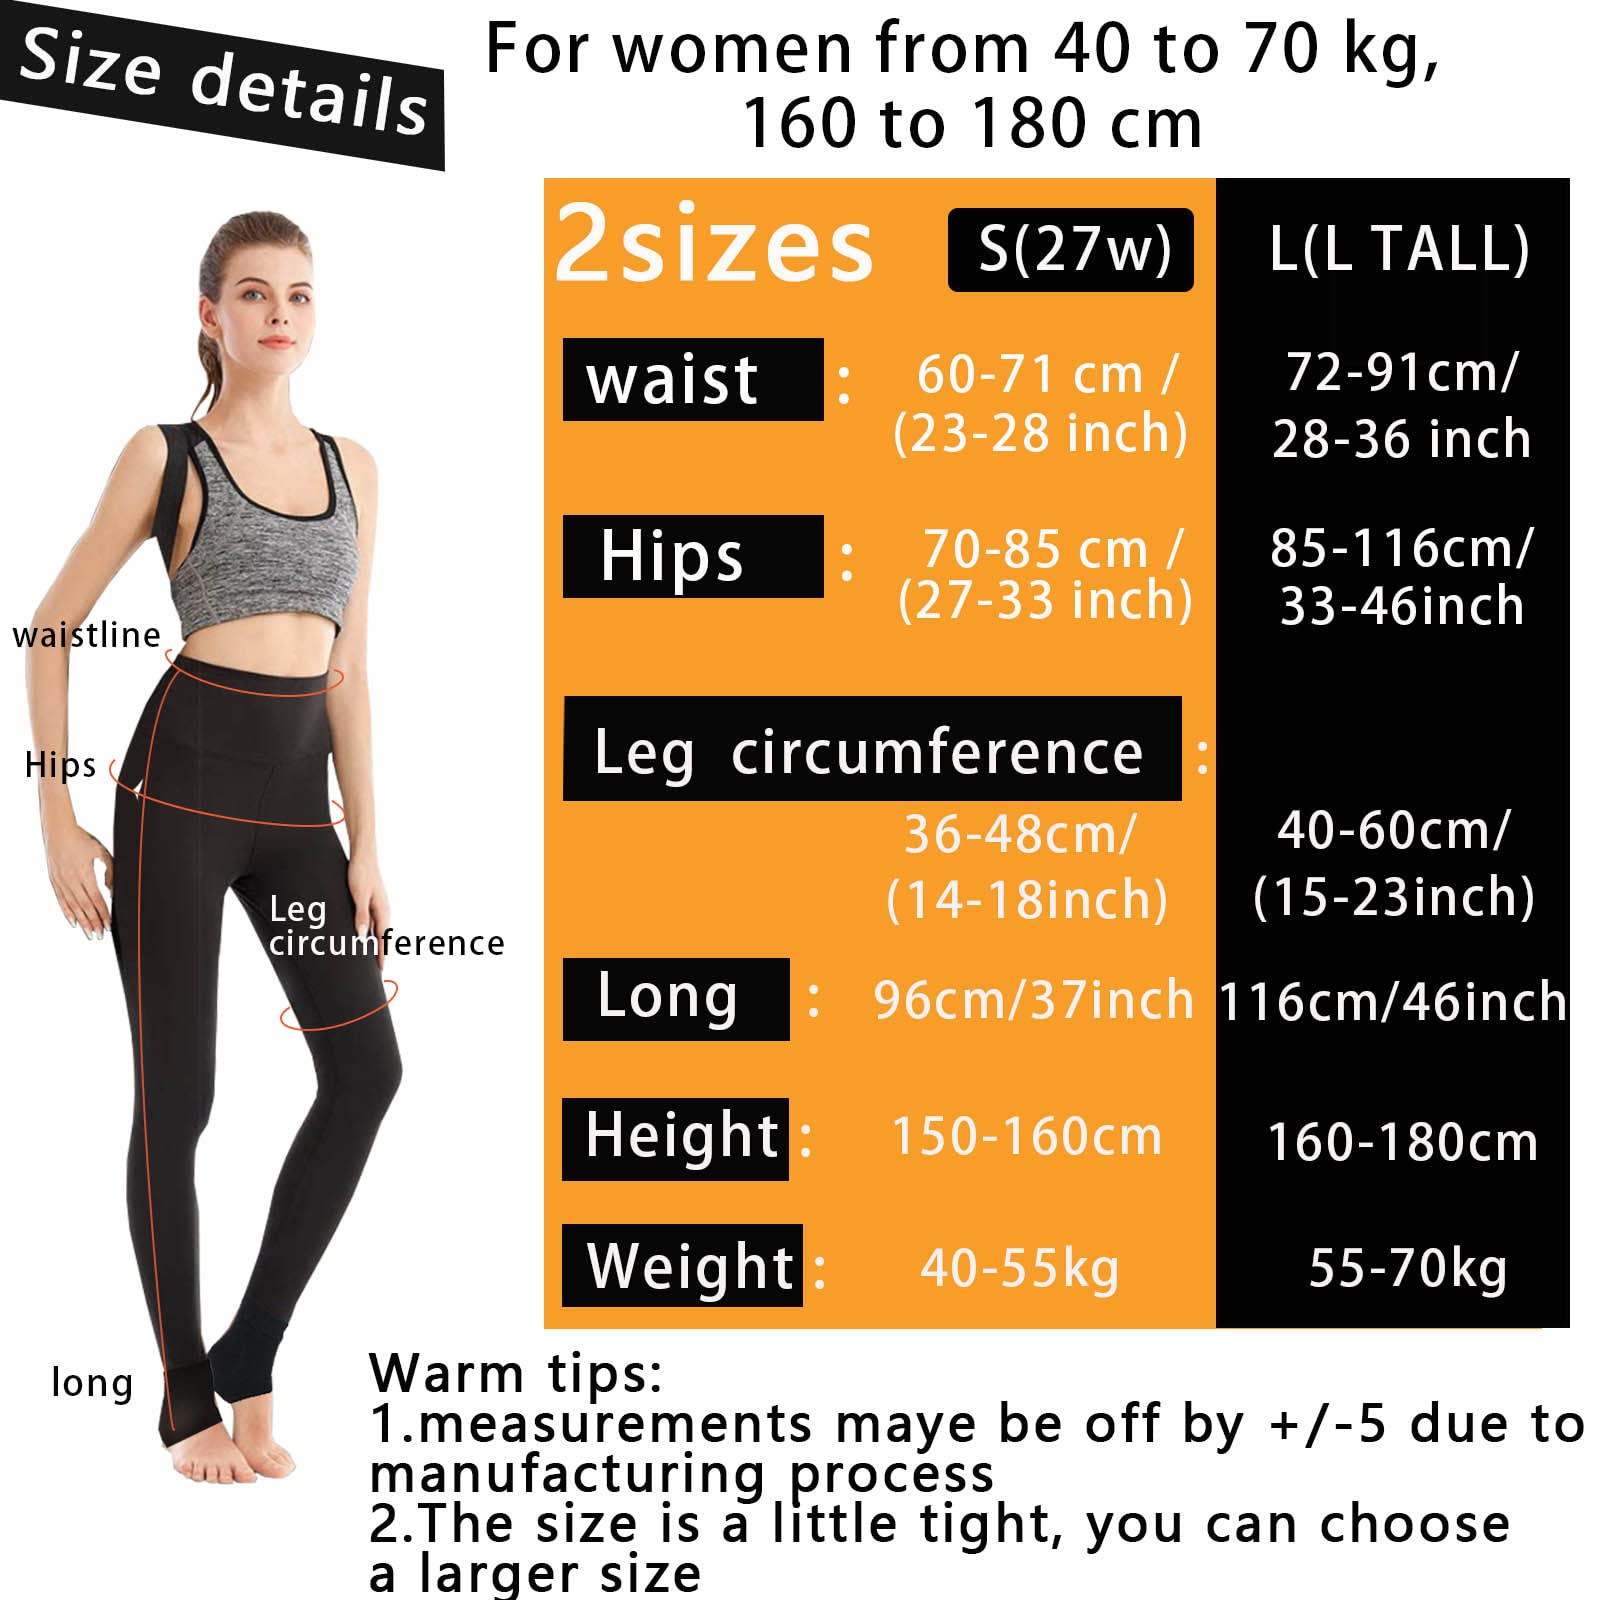 Size details
For women from 40 to 70 kg,
160 to 180 cm
2sizes S(27w) L(L TALL)
waist : 60-71 cm / 72-91cm/
(23-28 inch) 28-36 inch
Hips : 70-85 cm / 85-116cm/
(27-33 inch) 33-46inch
Leg circumference :
36-48cm/ 40-60cm/
(14-18inch) (15-23inch)
Long : 96cm/37inch 116cm/46inch
Height : 150-160cm 160-180cm
Weight : 40-55kg 55-70kg
waistline
Hips
Leg
circumference
long
Warm tips:
1.measurements maye be off by +/-5 due to
manufacturing process
2.The size is a little tight, you can choose
a larger size